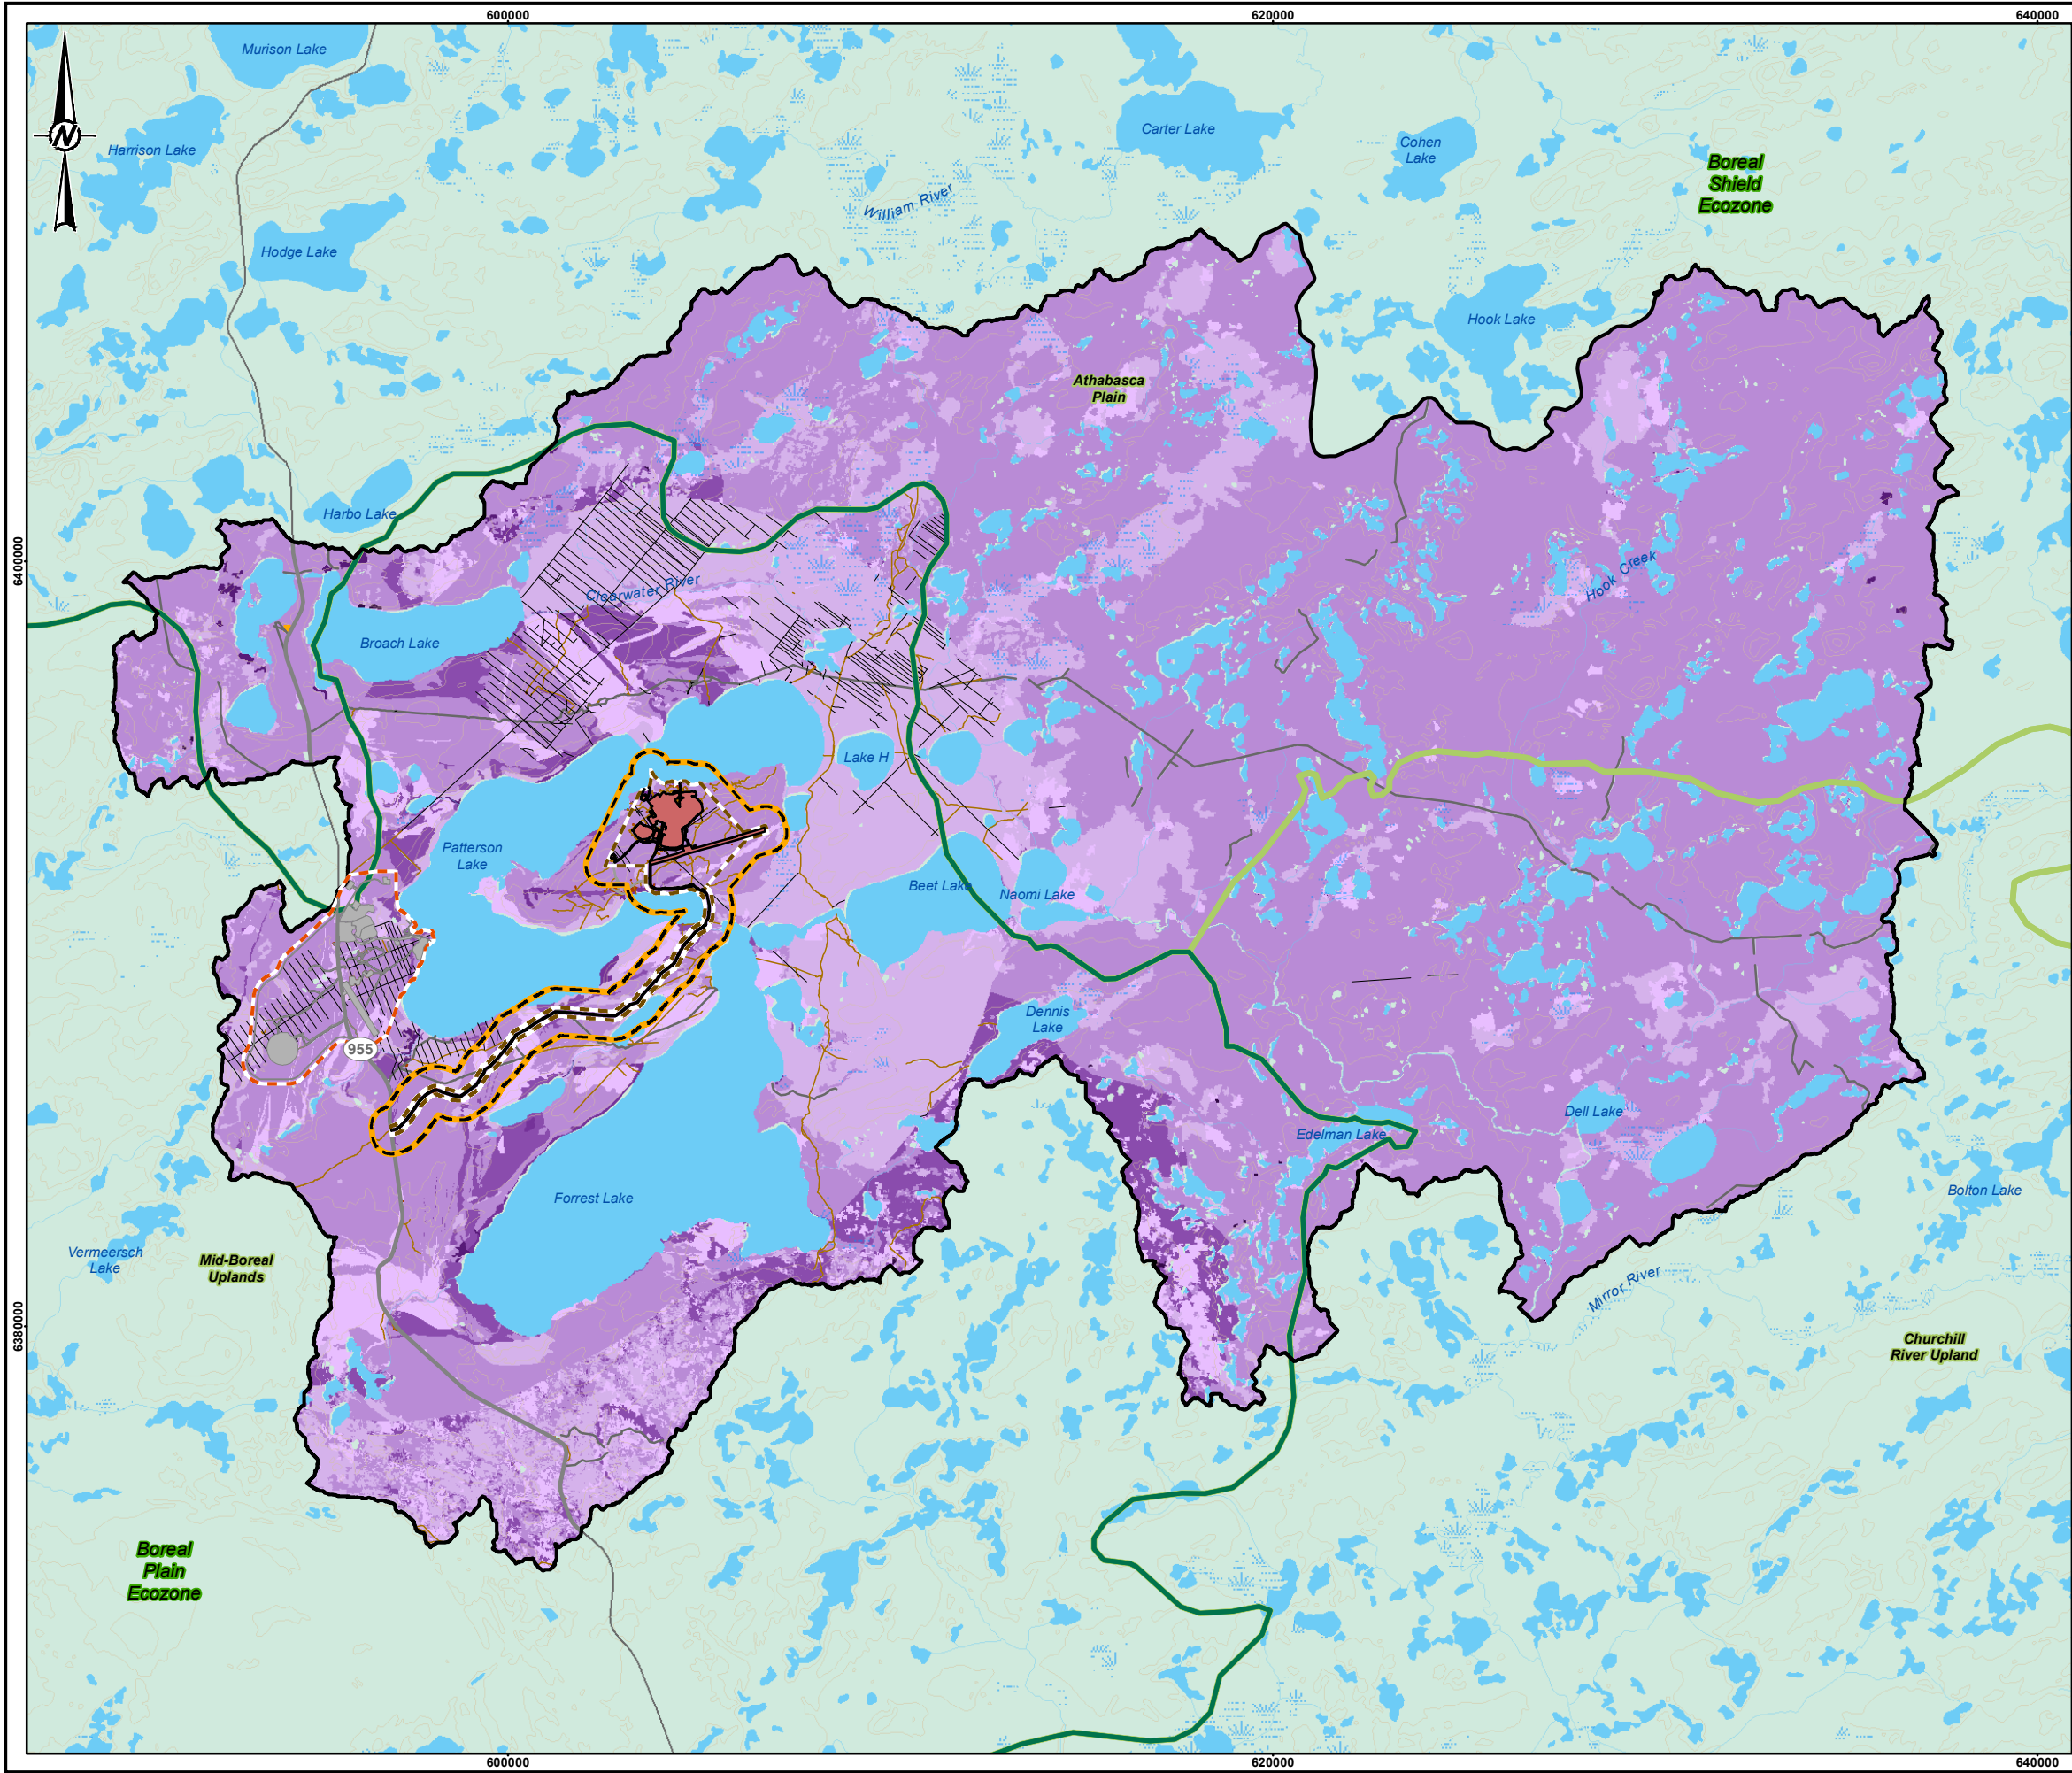 600000
620000
640000
Murison Lake
N
Harrison Lake
Carter Lake
Cohen
Lake
Boreal
Shield
Ecozone
William River
Hodge Lake
Hook Lake
Athabasca
Plain
Harbo Lake
6400000
Clearwater River
Hook Creek
Broach Lake
Lake H
Patterson
Lake
Beet Lake
Naomi Lake
Dennis
Lake
955
Dell Lake
Edelman Lake
Bolton Lake
Forrest Lake
Vermeersch
Lake
Mid-Boreal
Uplands
Mirror River
6380000
Churchill
River Upland
Boreal
Plain
Ecozone
600000
620000
640000